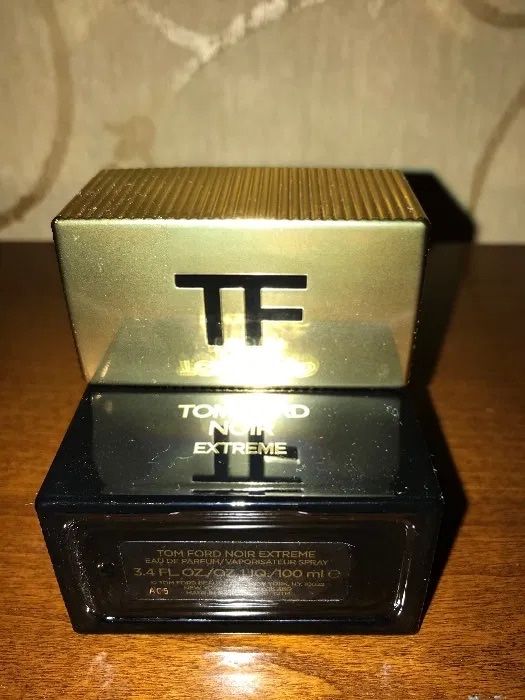 TF
TOM FORD
NOIR
EXTREME
TOM FORD NOIR EXTREME
EAU DE PARFUM/VAPORISATEUR SPRAY
3.4 FL.OZ./OZ.LIQ./100 ml ℮
A06